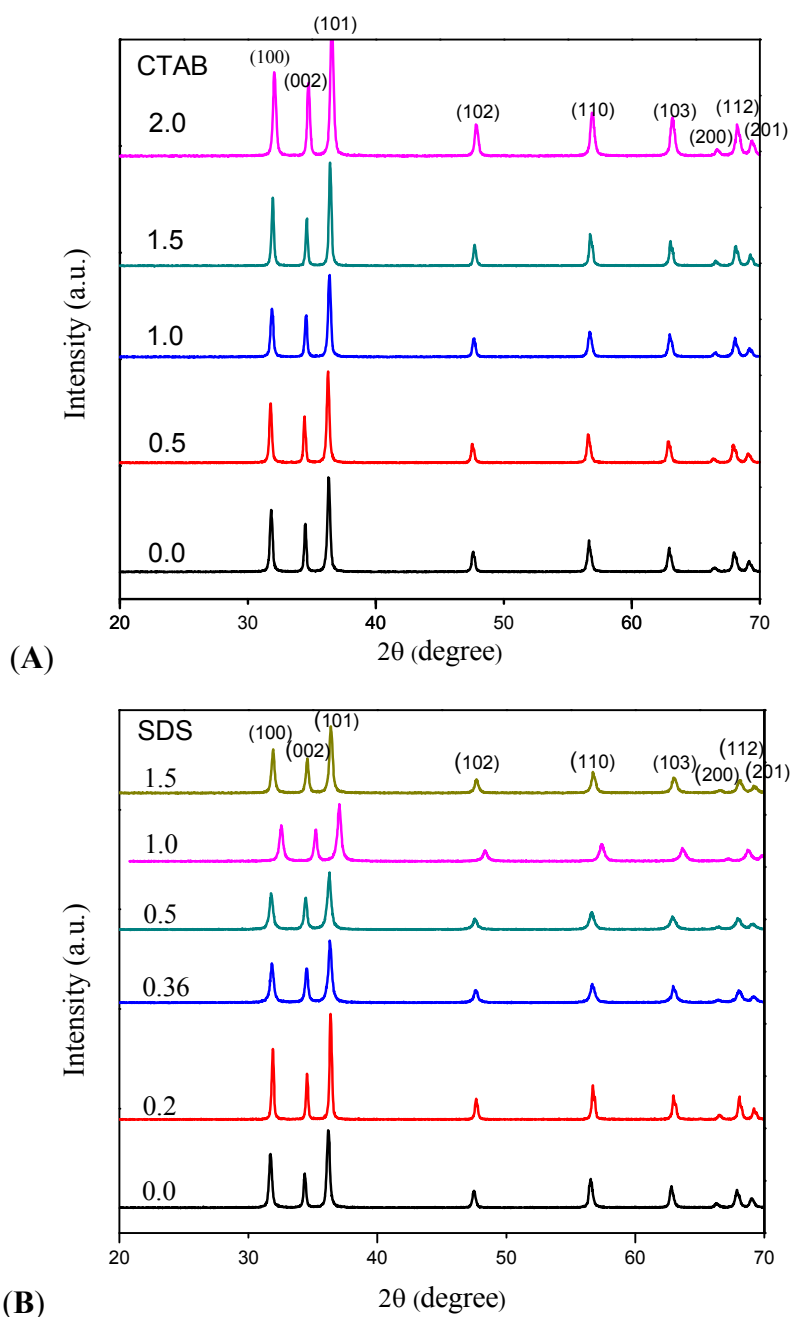 (101)
CTAB
(100)
(002)
2.0
(102)
(110)
(103)
(112)
(200)
(201)
1.5
1.0
0.5
0.0
Intensity (a.u.)
20 30 40 50 60 70
2θ (degree)
(A)
SDS
(100)
(002)
(101)
(102)
(110)
(103)
(112)
(200)
(201)
1.5
1.0
0.5
0.36
0.2
0.0
Intensity (a.u.)
20 30 40 50 60 70
2θ (degree)
(B)